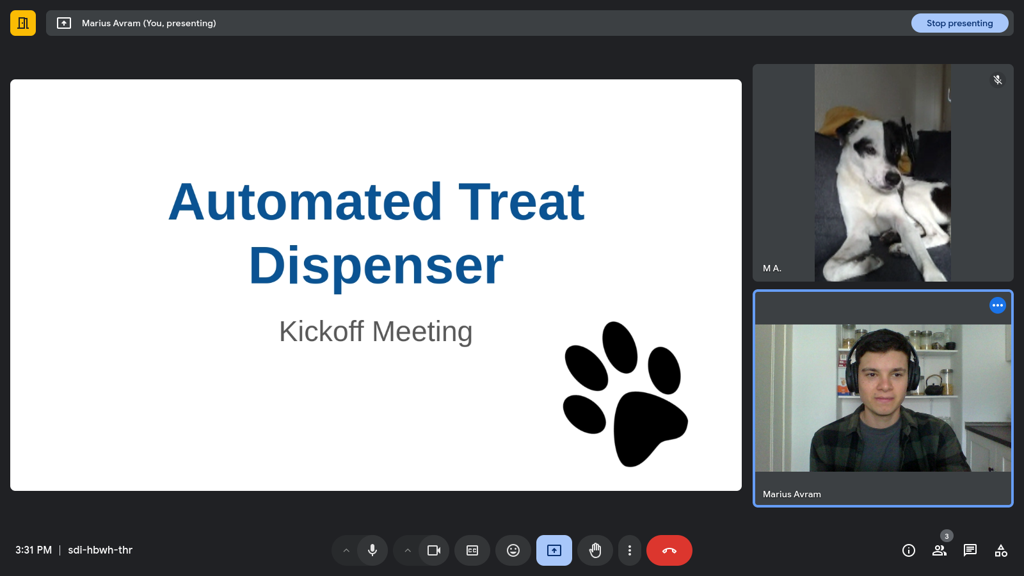 Marius Avram (You, presenting)
Stop presenting
Automated Treat
Dispenser
Kickoff Meeting
M A.
Marius Avram
3:31 PM | sdi-hbwh-thr
3